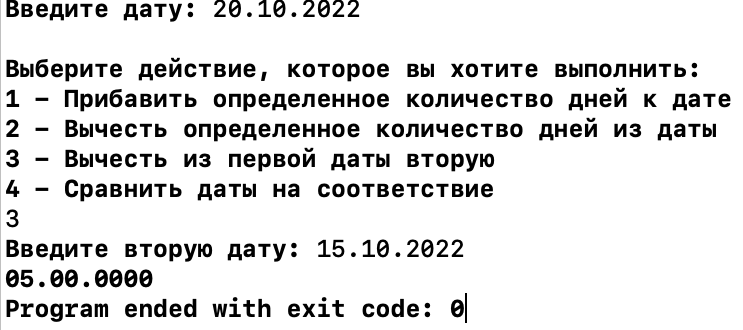 Введите дату: 20.10.2022
Выберите действие, которое вы хотите выполнить:
1 – Прибавить определенное количество дней к дате
2 – Вычесть определенное количество дней из даты
3 – Вычесть из первой даты вторую
4 – Сравнить даты на соответствие
3
Введите вторую дату: 15.10.2022
05.00.0000
Program ended with exit code: 0